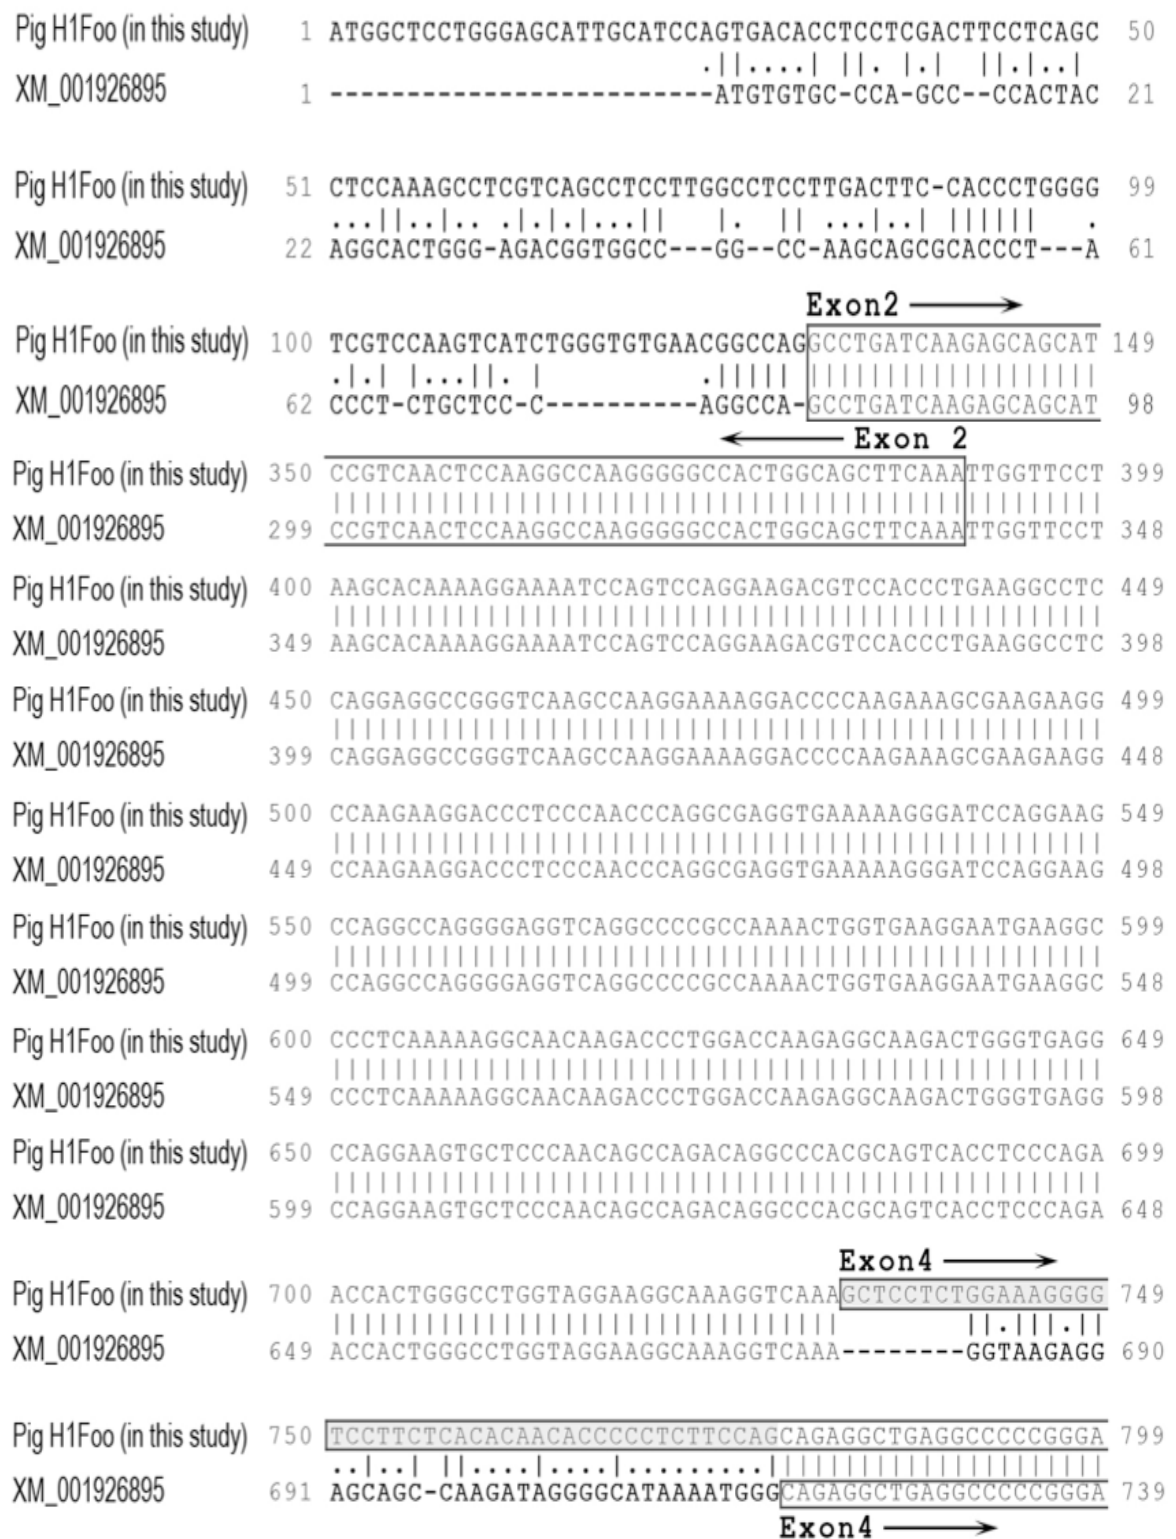 Pig H1Foo (in this study) 1 ATGGCTCCTGGGAGCATTGCATCCAGTGACACCTCCTCGACTTCCTCAGC 50
XM_001926895 1 -------------------------ATGTGTGC-CCA-GCC--CCACTAC 21
Pig H1Foo (in this study) 51 CTCCAAAGCCTCGTCAGCCTCCTTGGCCTCCTTGACTTC-CACCCTGGGG 99
XM_001926895 22 AGGCACTGGG-AGACGGTGGCC---GG--CC-AAGCAGCGCACCCT---A 61
Exon2
Pig H1Foo (in this study) 100 TCGTCCAAGTCATCTGGGTGTGAACGGCCAGGCCTGATCAAGAGCAGCAT 149
XM_001926895 62 CCCT-CTGCTCC-C----------AGGCCA-GCCTGATCAAGAGCAGCAT 98
Exon 2
Pig H1Foo (in this study) 350 CCGTCAACTCCAAGGCCAAGGGGGCCACTGGCAGCTTCAAATTGGTTCCT 399
XM_001926895 299 CCGTCAACTCCAAGGCCAAGGGGGCCACTGGCAGCTTCAAATTGGTTCCT 348
Pig H1Foo (in this study) 400 AAGCACAAAAGGAAAATCCAGTCCAGGAAGACGTCCACCCTGAAGGCCTC 449
XM_001926895 349 AAGCACAAAAGGAAAATCCAGTCCAGGAAGACGTCCACCCTGAAGGCCTC 398
Pig H1Foo (in this study) 450 CAGGAGGCCGGGTCAAGCCAAGGAAAAGGACCCCAAGAAAGCGAAGAAGG 499
XM_001926895 399 CAGGAGGCCGGGTCAAGCCAAGGAAAAGGACCCCAAGAAAGCGAAGAAGG 448
Pig H1Foo (in this study) 500 CCAAGAAGGACCCTCCCAACCCAGGCGAGGTGAAAAAGGGATCCAGGAAG 549
XM_001926895 449 CCAAGAAGGACCCTCCCAACCCAGGCGAGGTGAAAAAGGGATCCAGGAAG 498
Pig H1Foo (in this study) 550 CCAGGCCAGGGGAGGTCAGGCCCCGCCAAAACTGGTGAAGGAATGAAGGC 599
XM_001926895 499 CCAGGCCAGGGGAGGTCAGGCCCCGCCAAAACTGGTGAAGGAATGAAGGC 548
Pig H1Foo (in this study) 600 CCCTCAAAAAGGCAACAAGACCCTGGACCAAGAGGCAAGACTGGGTGAGG 649
XM_001926895 549 CCCTCAAAAAGGCAACAAGACCCTGGACCAAGAGGCAAGACTGGGTGAGG 598
Pig H1Foo (in this study) 650 CCAGGAAGTGCTCCCAACAGCCAGACAGGCCCACGCAGTCACCTCCCAGA 699
XM_001926895 599 CCAGGAAGTGCTCCCAACAGCCAGACAGGCCCACGCAGTCACCTCCCAGA 648
Exon4
Pig H1Foo (in this study) 700 ACCACTGGGCCTGGTAGGAAGGCAAAGGTCAAAGCTCCTCTGGAAAGGGG 749
XM_001926895 649 ACCACTGGGCCTGGTAGGAAGGCAAAGGTCAAA--------GGTAAGAGG 690
Pig H1Foo (in this study) 750 TCCTTCTCACACAACACCCCCTCTTCCAGCAGAGGCTGAGGCCCCCGGGA 799
XM_001926895 691 AGCAGC-CAAGATAGGGGCATAAAATGGGCAGAGGCTGAGGCCCCCGGGA 739
Exon4